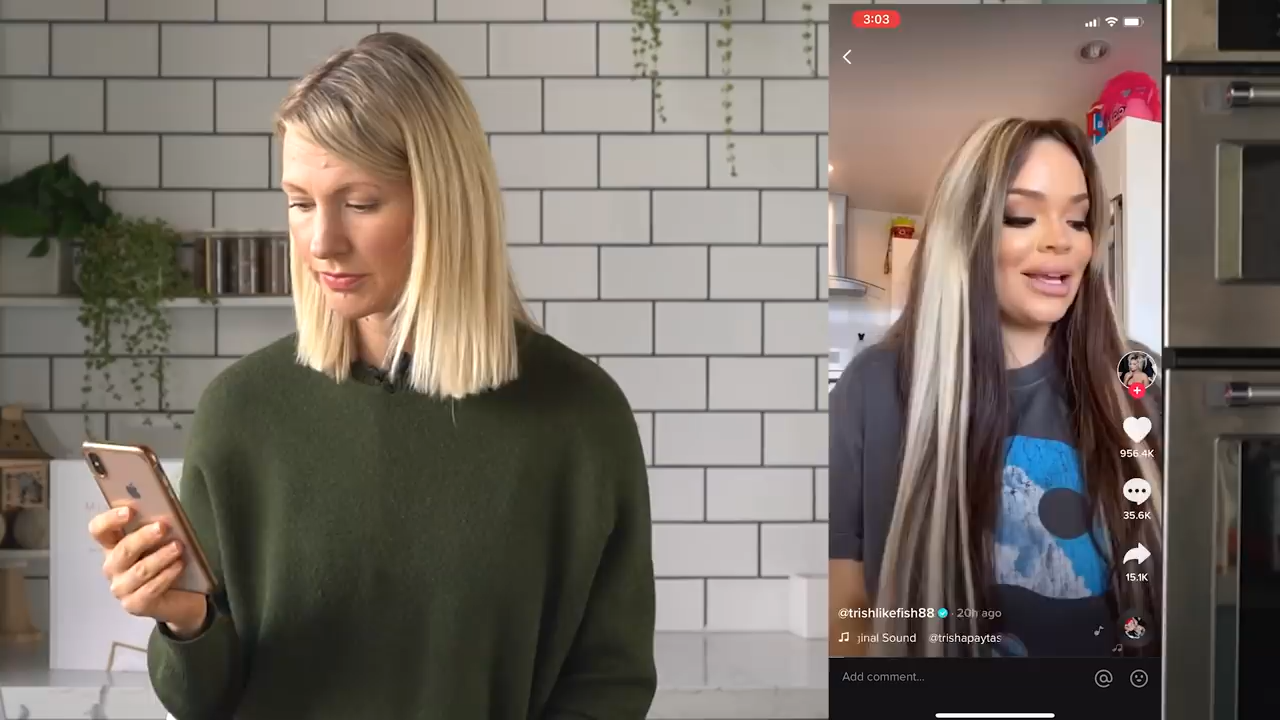 3:03
956.4K
35.6K
15.1K
@trishlikefish88 · 20h ago
ginal Sound @trishapaytas
Add comment...